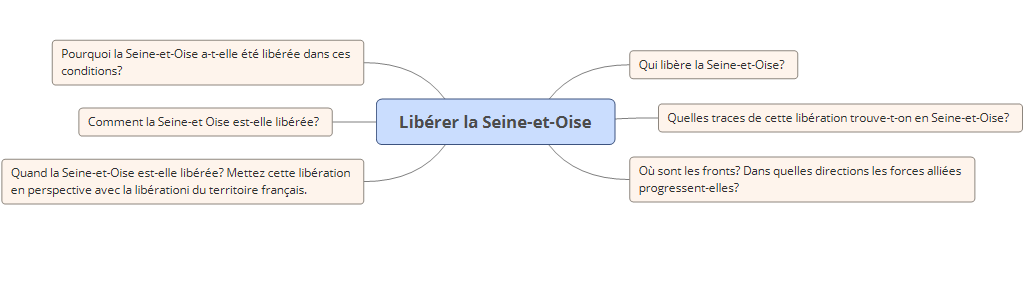 Pourquoi la Seine-et-Oise a-t-elle été libérée dans ces
conditions?
Comment la Seine-et Oise est-elle libérée?
Quand la Seine-et-Oise est-elle libérée? Mettez cette libération
en perspective avec la libérationi du territoire français.
Libérer la Seine-et-Oise
Qui libère la Seine-et-Oise?
Quelles traces de cette libération trouve-t-on en Seine-et-Oise?
Où sont les fronts? Dans quelles directions les forces alliées
progressent-elles?